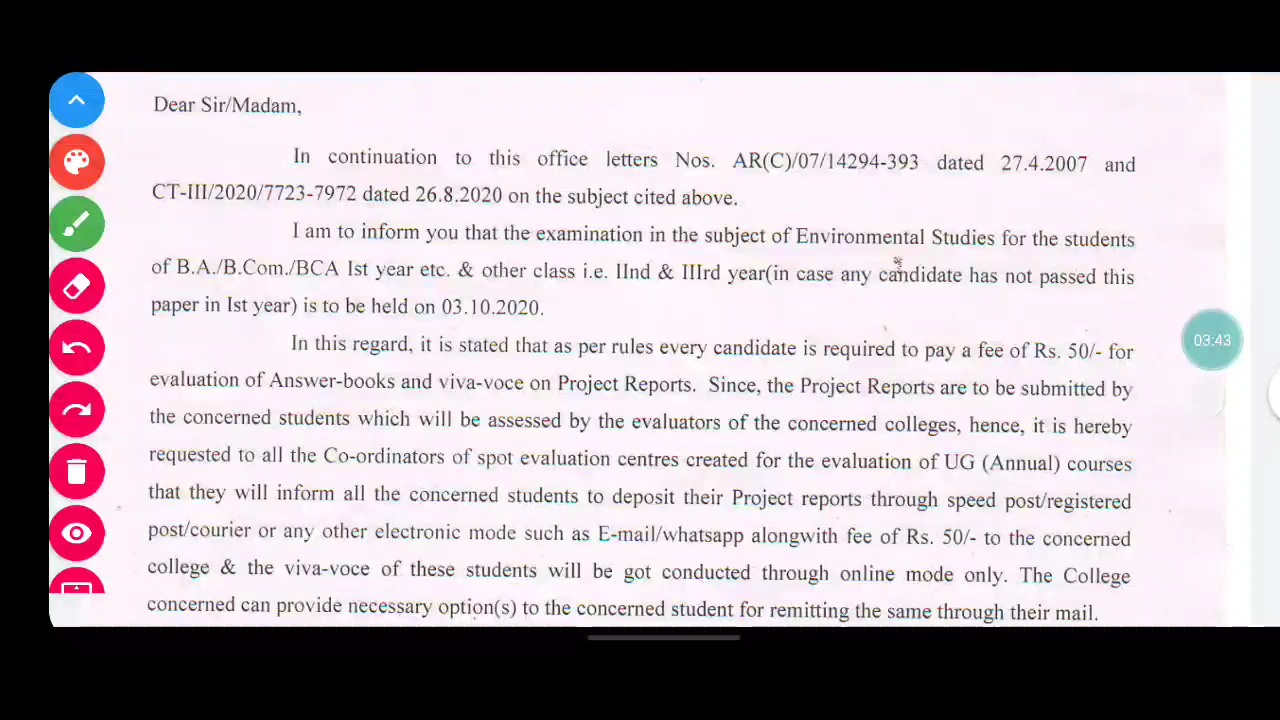 Dear Sir/Madam,
In continuation to this office letters Nos. AR(C)/07/14294-393 dated 27.4.2007 and
CT-III/2020/7723-7972 dated 26.8.2020 on the subject cited above.
I am to inform you that the examination in the subject of Environmental Studies for the students
of B.A./B.Com./BCA Ist year etc. & other class i.e. IInd & IIIrd year(in case any candidate has not passed this
paper in Ist year) is to be held on 03.10.2020.
In this regard, it is stated that as per rules every candidate is required to pay a fee of Rs. 50/- for
evaluation of Answer-books and viva-voce on Project Reports. Since, the Project Reports are to be submitted by
the concerned students which will be assessed by the evaluators of the concerned colleges, hence, it is hereby
requested to all the Co-ordinators of spot evaluation centres created for the evaluation of UG (Annual) courses
that they will inform all the concerned students to deposit their Project reports through speed post/registered
post/courier or any other electronic mode such as E-mail/whatsapp alongwith fee of Rs. 50/- to the concerned
college & the viva-voce of these students will be got conducted through online mode only. The College
concerned can provide necessary option(s) to the concerned student for remitting the same through their mail.
03:43